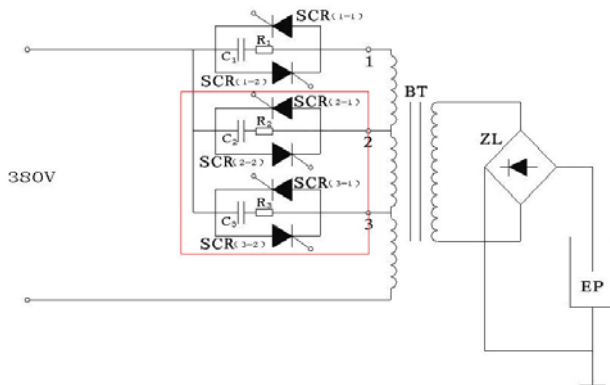 SCR(1-1)
C1
R1
1
SCR(1-2)
BT
SCR(2-1)
C2
R2
2
ZL
SCR(2-2)
380V
SCR(3-1)
C3
R3
3
SCR(3-2)
EP